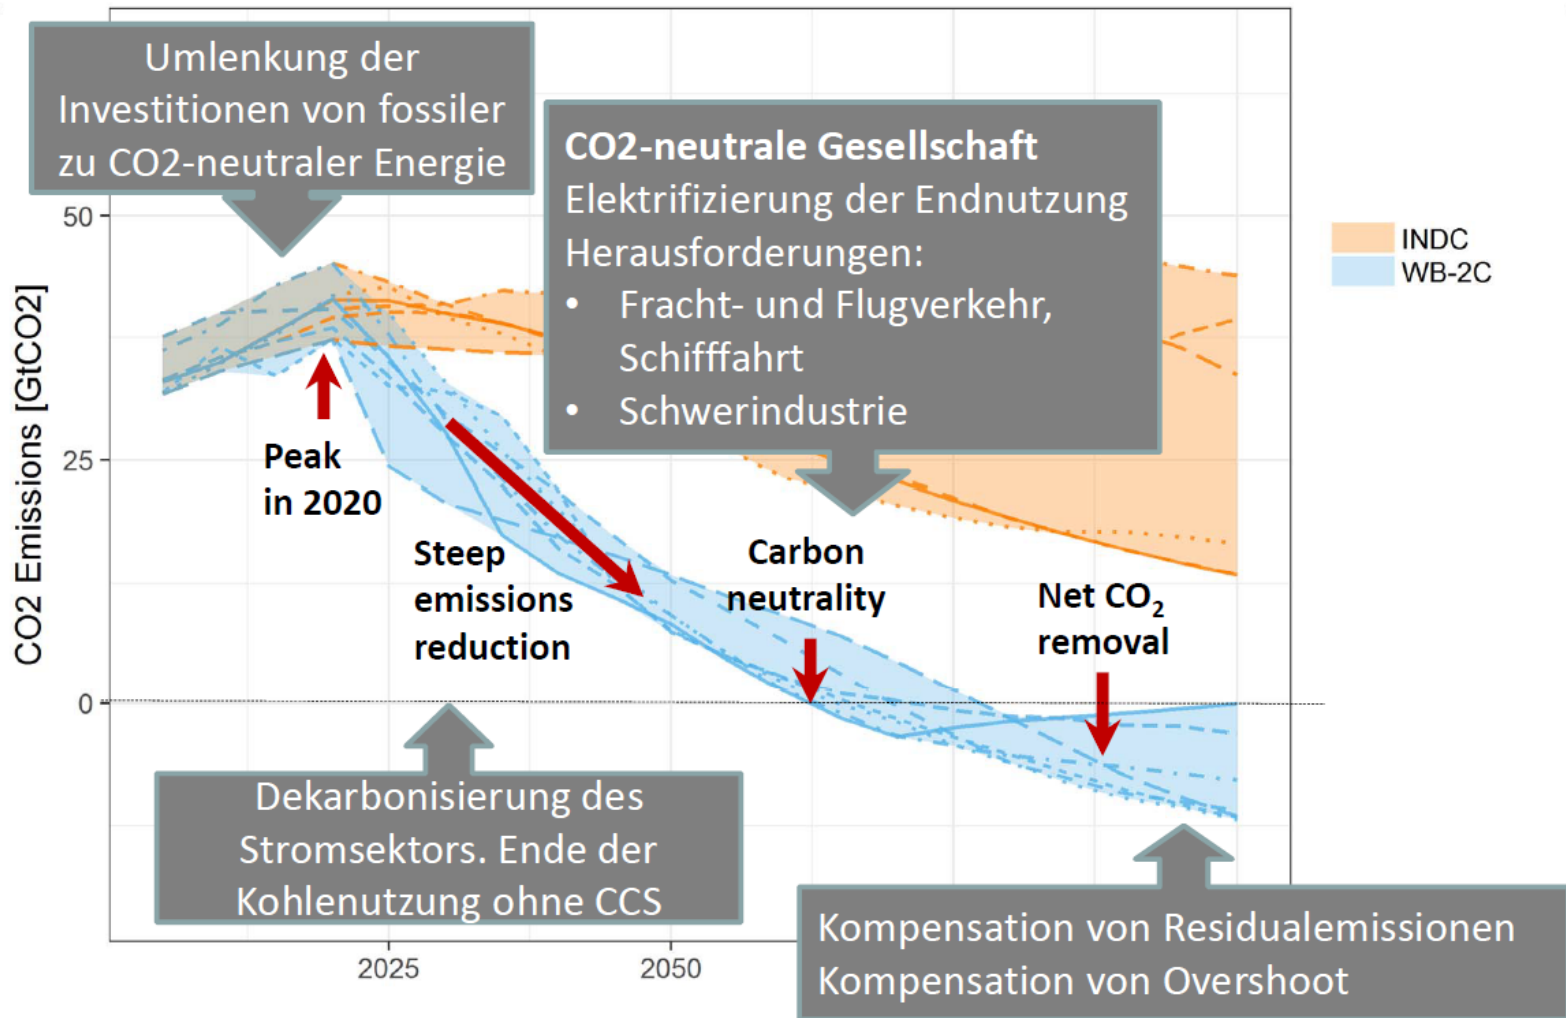 Umlenkung der
Investitionen von fossiler
zu CO2-neutraler Energie
CO2-neutrale Gesellschaft
Elektrifizierung der Endnutzung
Herausforderungen:
• Fracht- und Flugverkehr,
Schifffahrt
• Schwerindustrie
INDC
WB-2C
CO2 Emissions [GtCO2]
50
25
0
Peak
in 2020
Steep
emissions
reduction
Carbon
neutrality
Net CO₂
removal
Dekarbonisierung des
Stromsektors. Ende der
Kohlenutzung ohne CCS
Kompensation von Residualemissionen
Kompensation von Overshoot
2025
2050